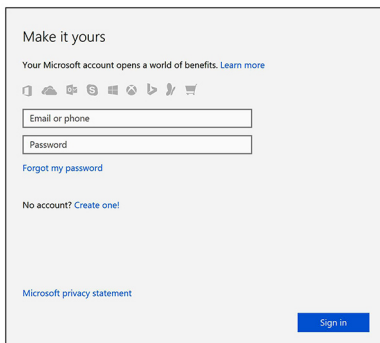 Make it yours
Your Microsoft account opens a world of benefits. Learn more
Email or phone
Password
Forgot my password
No account? Create one!
Microsoft privacy statement
Sign in